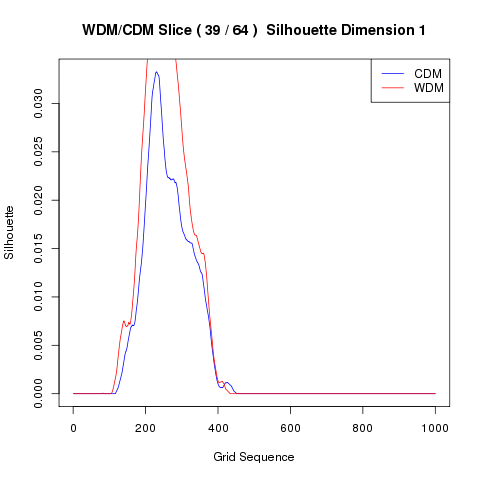 WDM/CDM Slice ( 39 / 64 )  Silhouette Dimension 1
CDM
WDM
Silhouette
0.030
0.025
0.020
0.015
0.010
0.005
0.000
0 200 400 600 800 1000
Grid Sequence